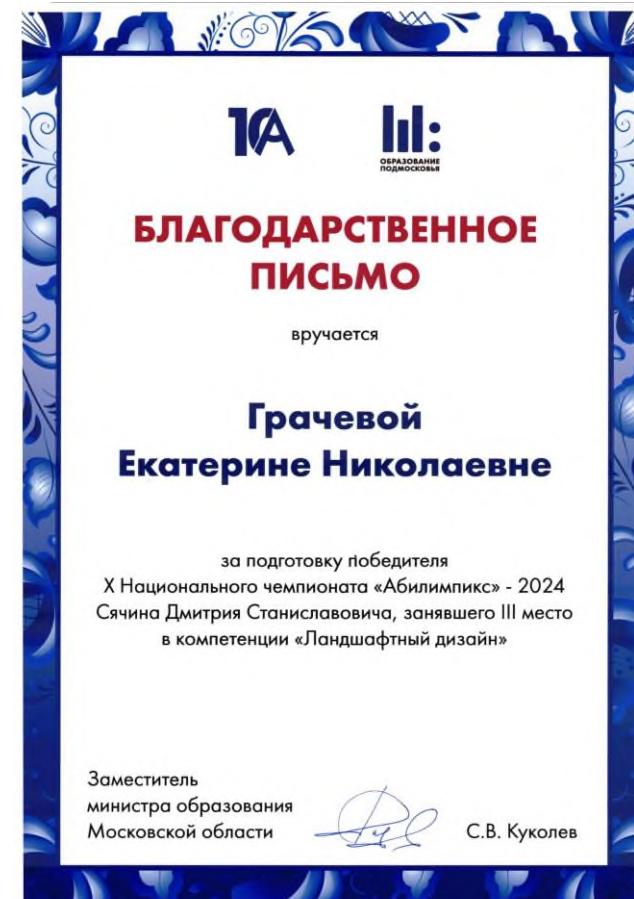 10А
ОБРАЗОВАНИЕ
ПОДМОСКОВЬЯ
БЛАГОДАРСТВЕННОЕ
ПИСЬМО
вручается
Грачевой
Екатерине Николаевне
за подготовку победителя
X Национального чемпионата «Абилимпикс» - 2024
Сячина Дмитрия Станиславовича, занявшего III место
в компетенции «Ландшафтный дизайн»
Заместитель
министра образования
Московской области
С.В. Куколев